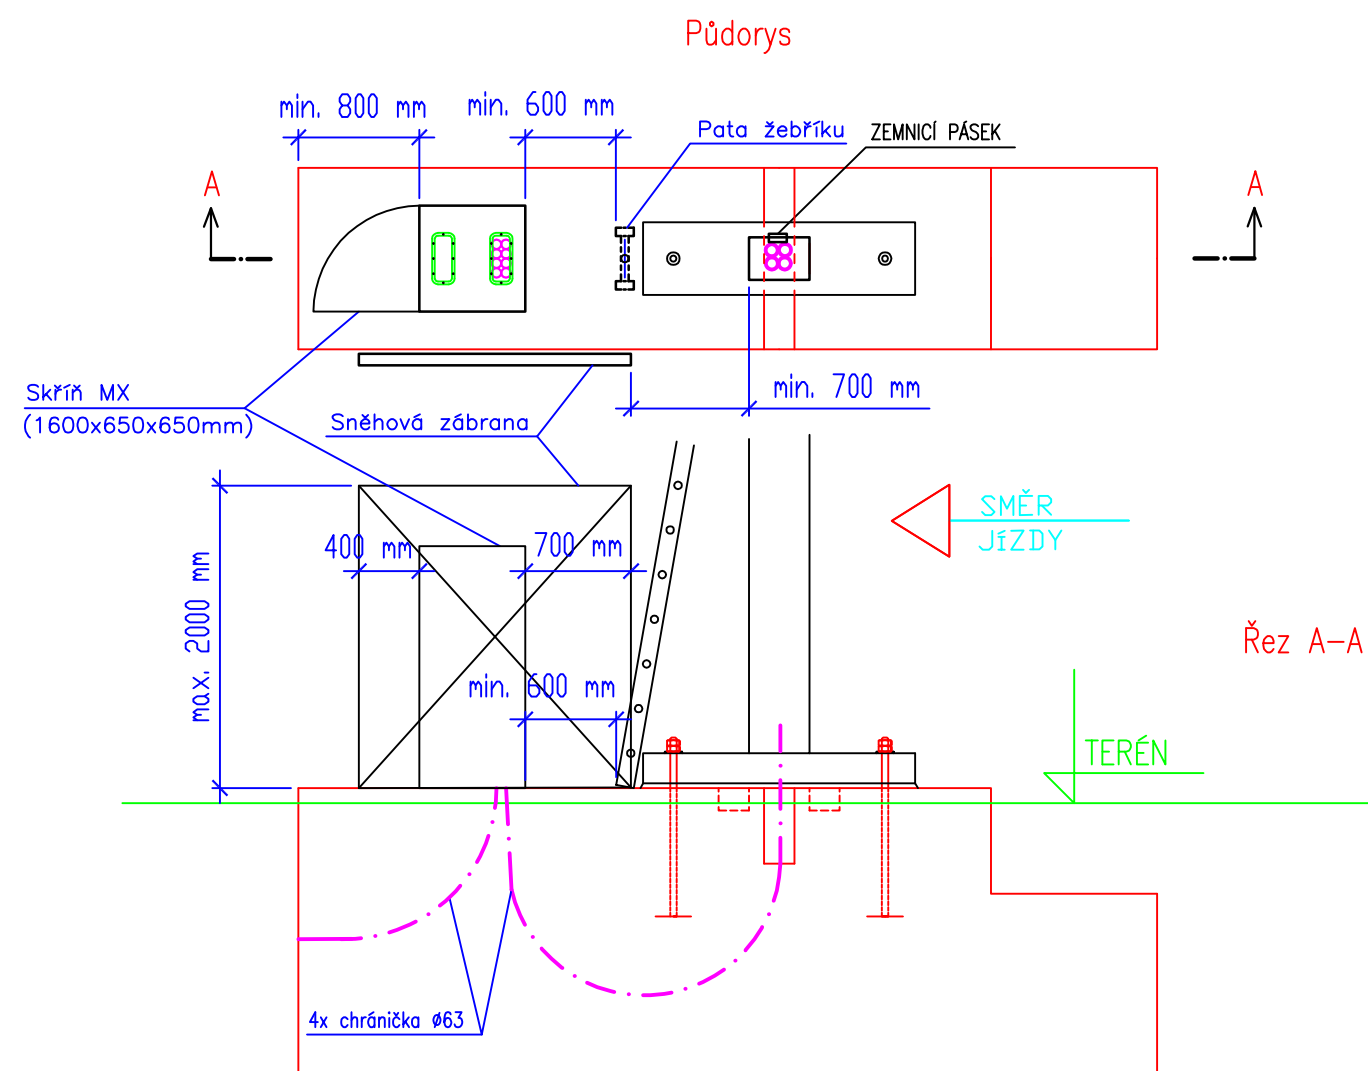 Půdorys
min. 800 mm
min. 600 mm
Pata žebříku
ZEMNICÍ PÁSEK
A
A
min. 700 mm
Skříň MX
(1600x650x650mm)
Sněhová zábrana
SMĚR
JÍZDY
400 mm
700 mm
max. 2000 mm
Řez A-A
min. 600 mm
TERÉN
4x chránička ø63